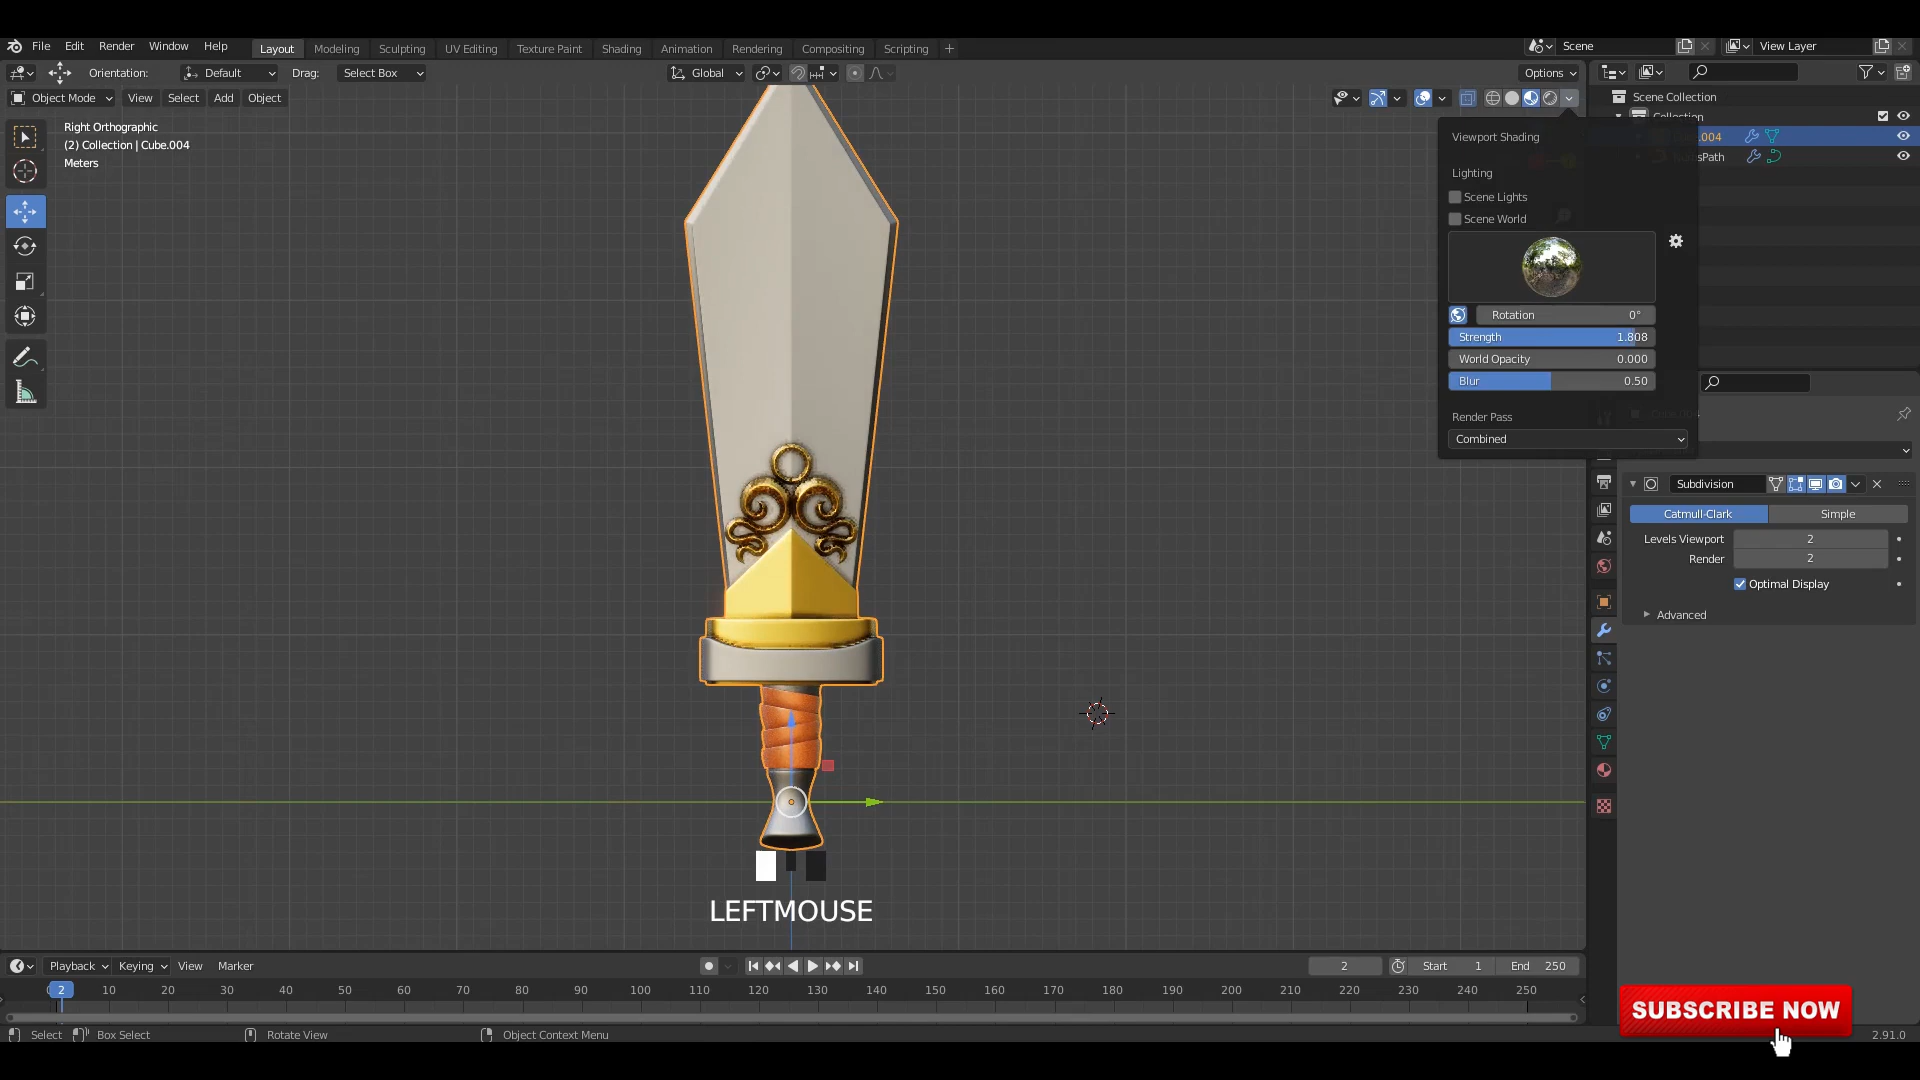 File Edit Render Window Help
Layout Modeling Sculpting UV Editing Texture Paint Shading Animation Rendering Compositing Scripting +
Scene
View Layer
Orientation: Default Drag: Select Box
Global
Options
Object Mode View Select Add Object
Scene Collection
Collection
.004
Right Orthographic
(2) Collection | Cube.004
Meters
Viewport Shading
Lighting
Scene Lights
Scene World
Rotation 0°
Strength 1.808
World Opacity 0.000
Blur 0.50
Render Pass
Combined
Subdivision
Catmull-Clark Simple
Levels Viewport 2
Render 2
Optimal Display
Advanced
LEFTMOUSE
Playback Keying View Marker
2
Start 1
End 250
2 10 20 30 40 50 60 70 80 90 100 110 120 130 140 150 160 170 180 190 200 210 220 230 240 250
SUBSCRIBE NOW
Select Box Select Rotate View Object Context Menu
2.91.0